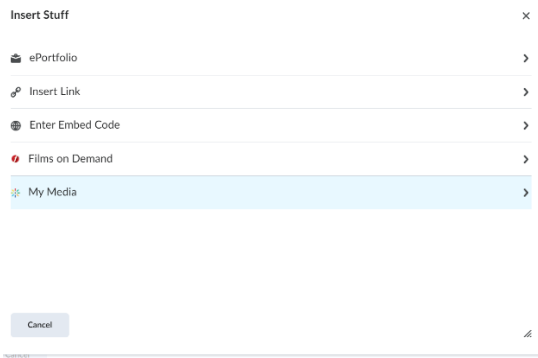 Insert Stuff
ePortfolio
Insert Link
Enter Embed Code
Films on Demand
My Media
Cancel